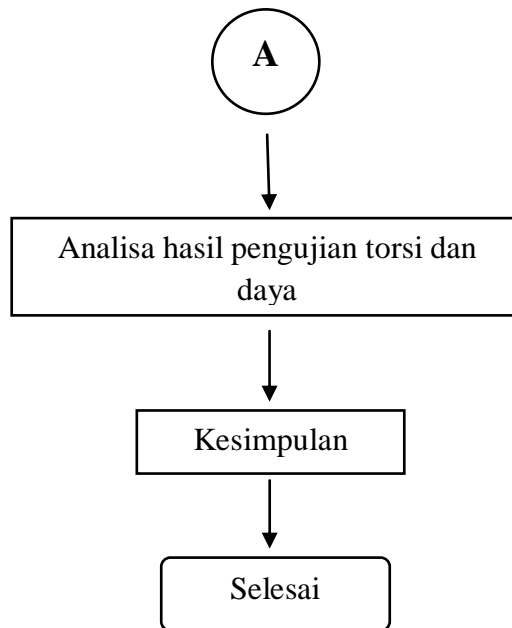 A
Analisa hasil pengujian torsi dan
daya
Kesimpulan
Selesai